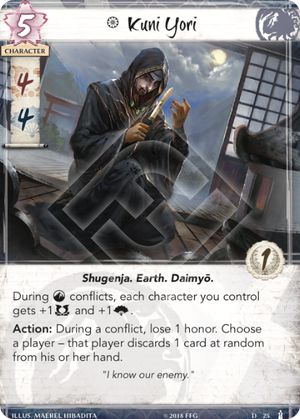 5
Kuni Yori
CHARACTER
4
4
1
Shugenja. Earth. Daimyō.
During conflicts, each character you control
gets +1 and +1.
Action: During a conflict, lose 1 honor. Choose
a player – that player discards 1 card at random
from his or her hand.
"I know our enemy."
ILLUS. MAEREL HIBADITA
©2018 FFG
D 25